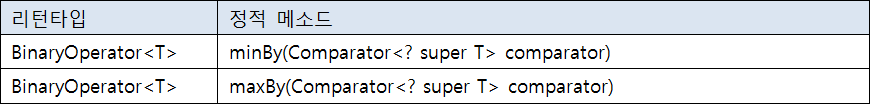 리턴타입 정적 메소드
BinaryOperator<T> minBy(Comparator<? super T> comparator)
BinaryOperator<T> maxBy(Comparator<? super T> comparator)